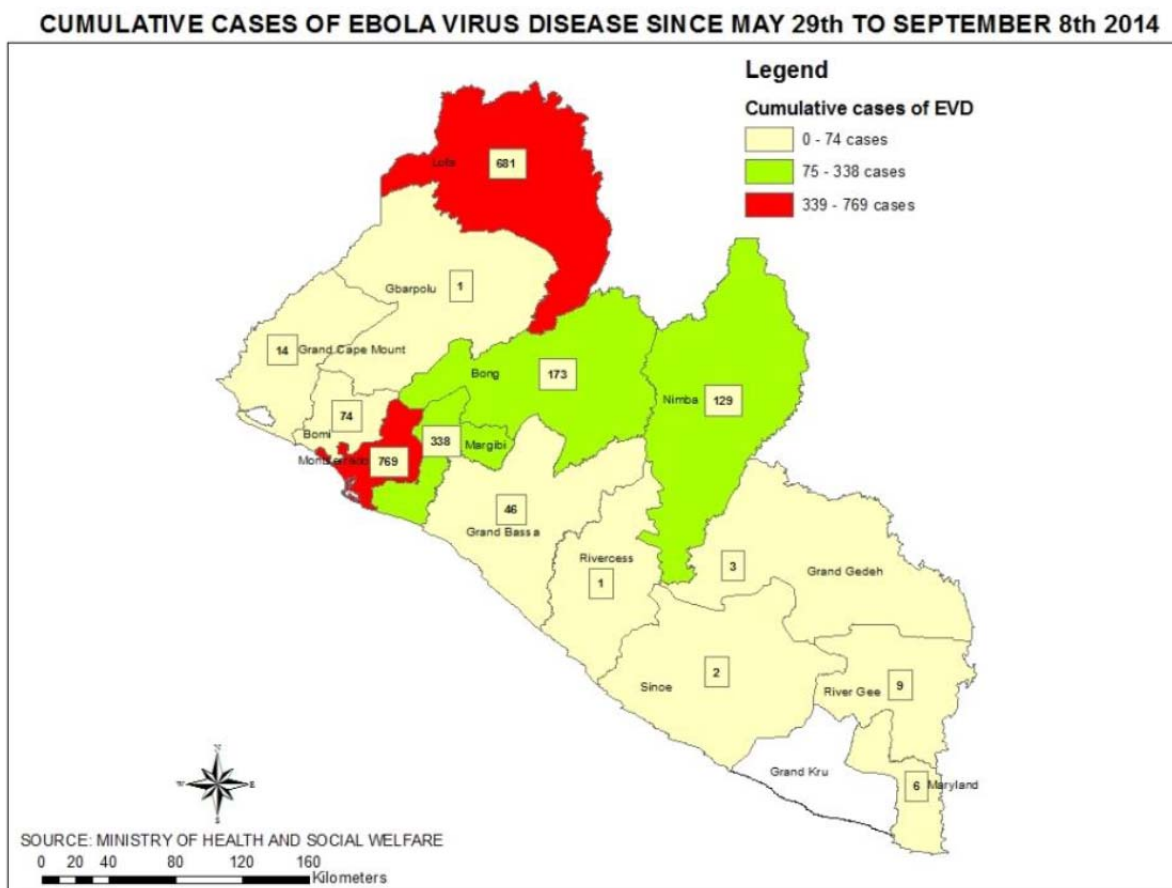 CUMULATIVE CASES OF EBOLA VIRUS DISEASE SINCE MAY 29th TO SEPTEMBER 8th 2014
Legend
Cumulative cases of EVD
0 - 74 cases
75 - 338 cases
339 - 769 cases
Lofa
681
Gbarpolu
1
14
Grand Cape Mount
Bong
173
Nimba
129
74
Bomi
338
Margibi
Montserrado
769
46
Grand Bassa
Rivercess
1
3
Grand Gedeh
Sinoe
2
River Gee
9
Grand Kru
6
Maryland
N
W
E
S
SOURCE: MINISTRY OF HEALTH AND SOCIAL WELFARE
0 20 40 80 120 160
Kilometers